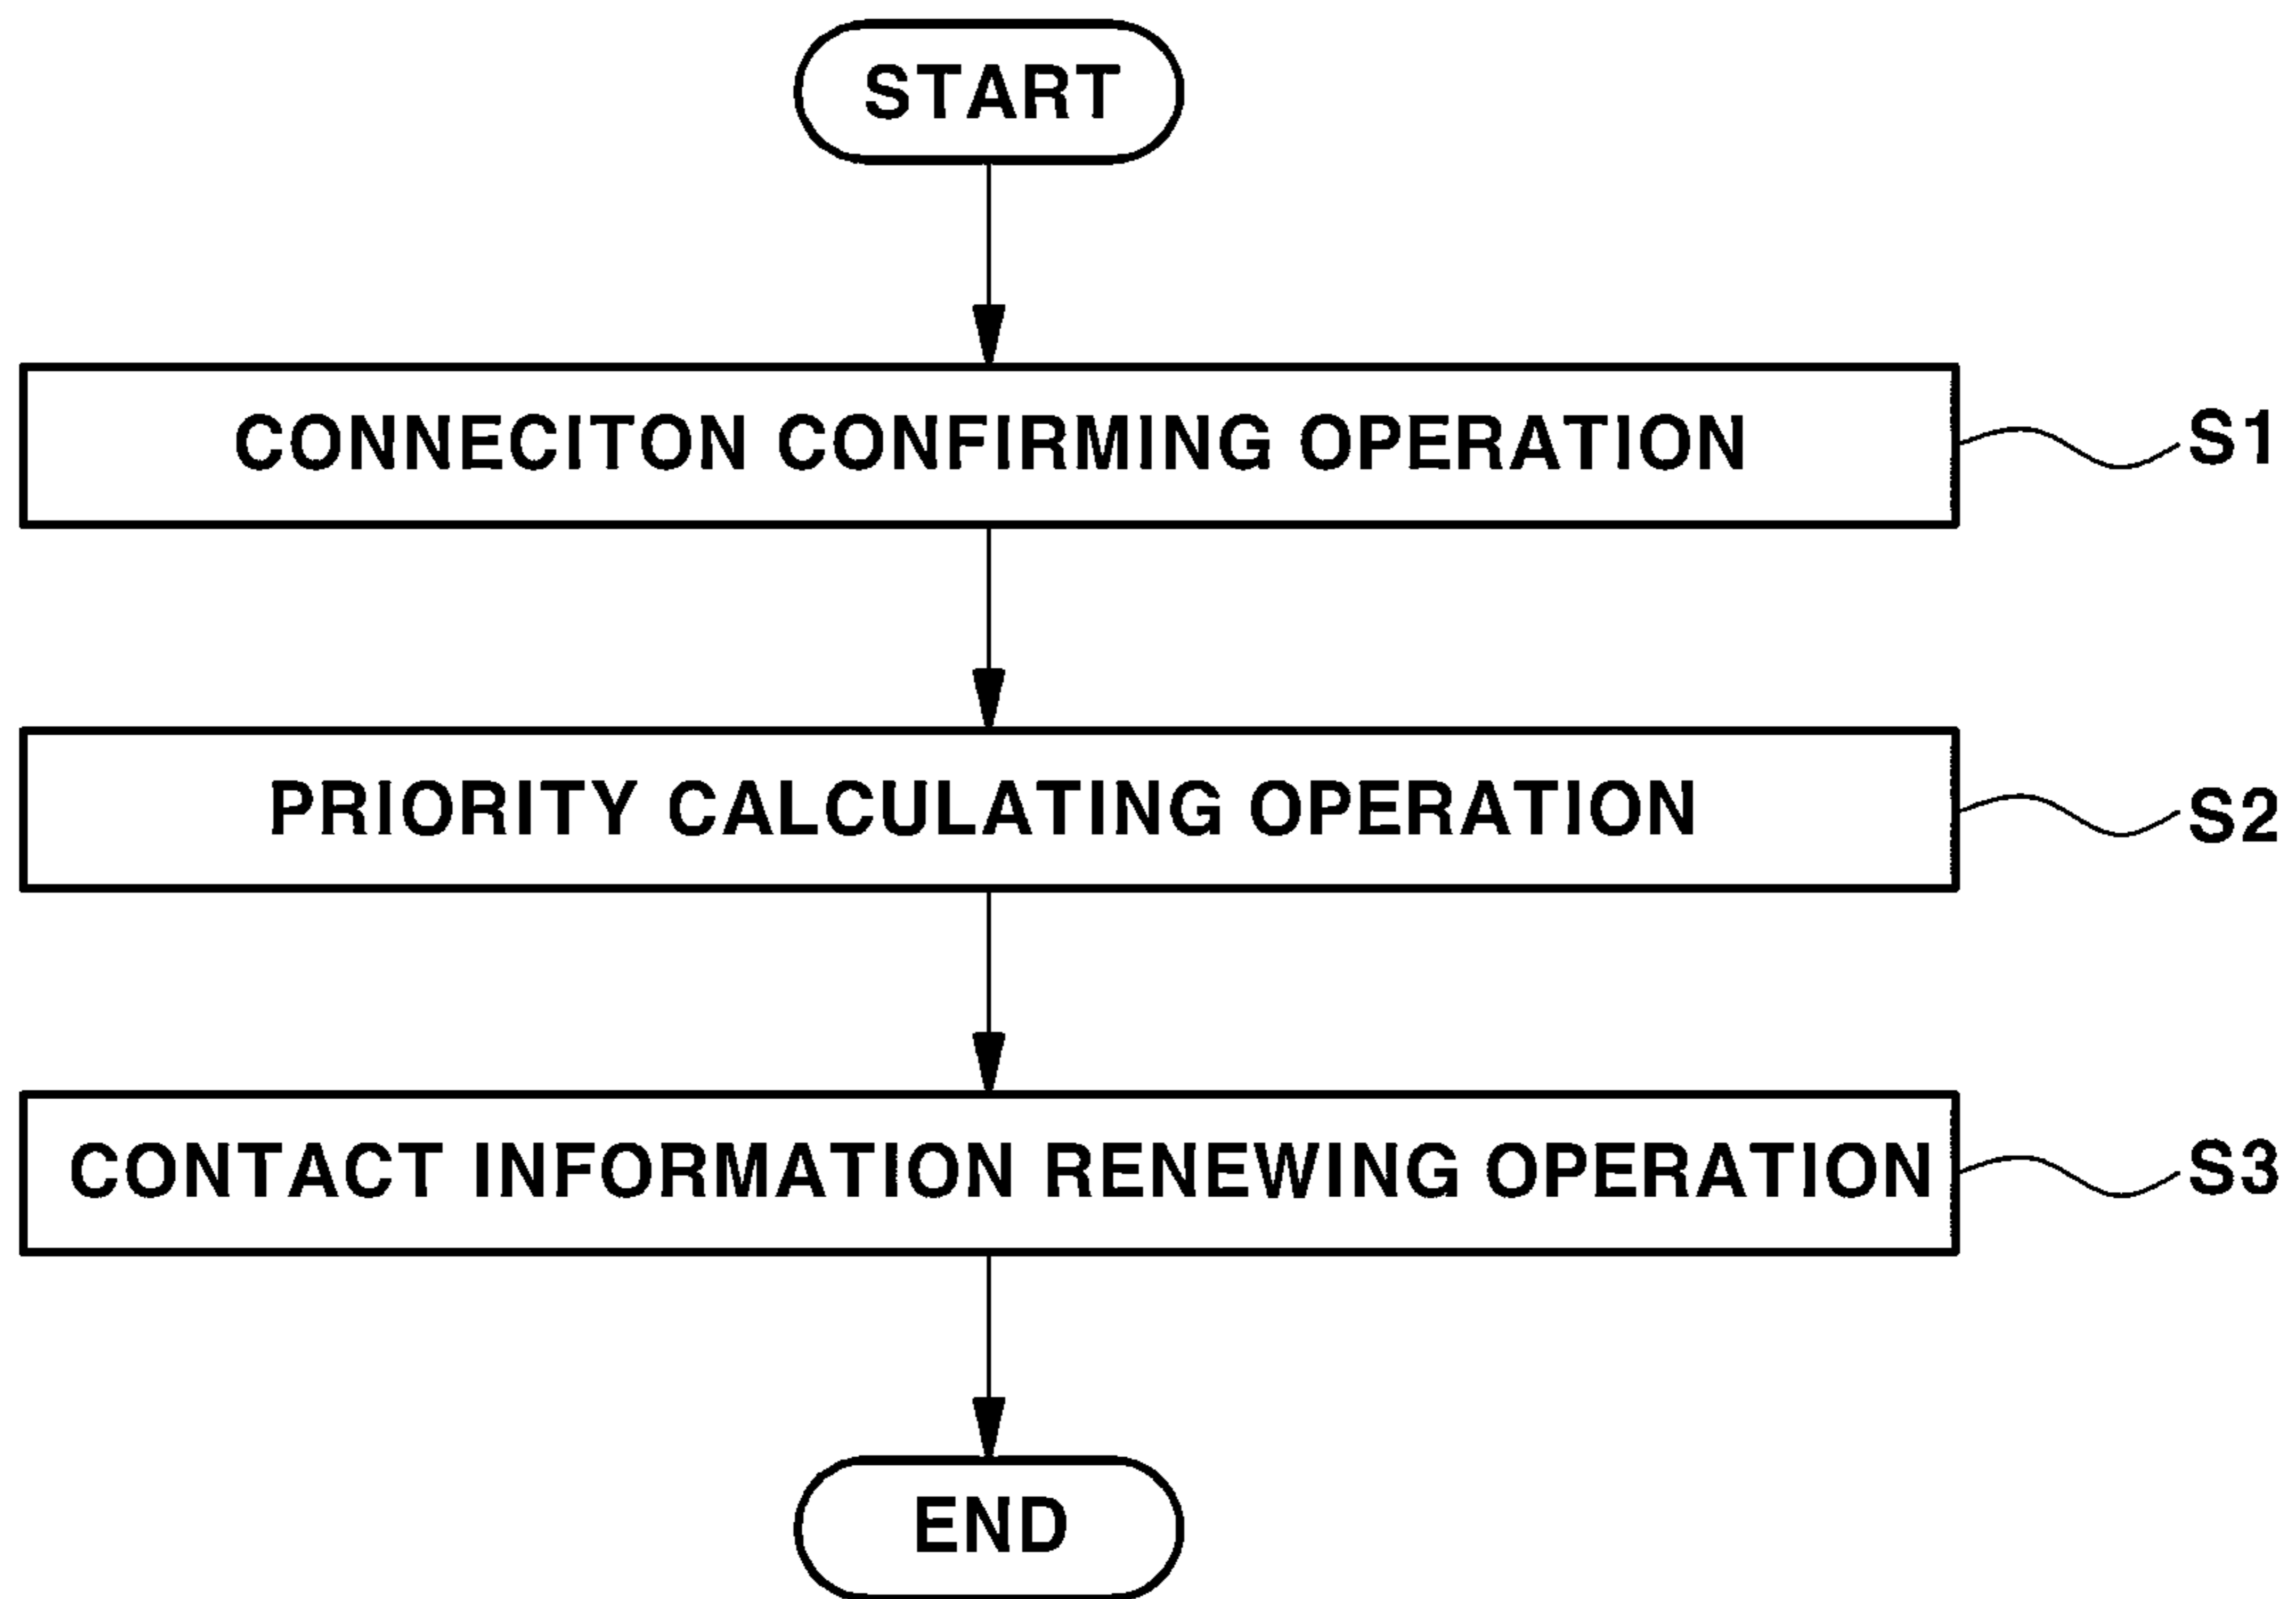 START
CONNECITON CONFIRMING OPERATION
S1
PRIORITY CALCULATING OPERATION
S2
CONTACT INFORMATION RENEWING OPERATION
S3
END